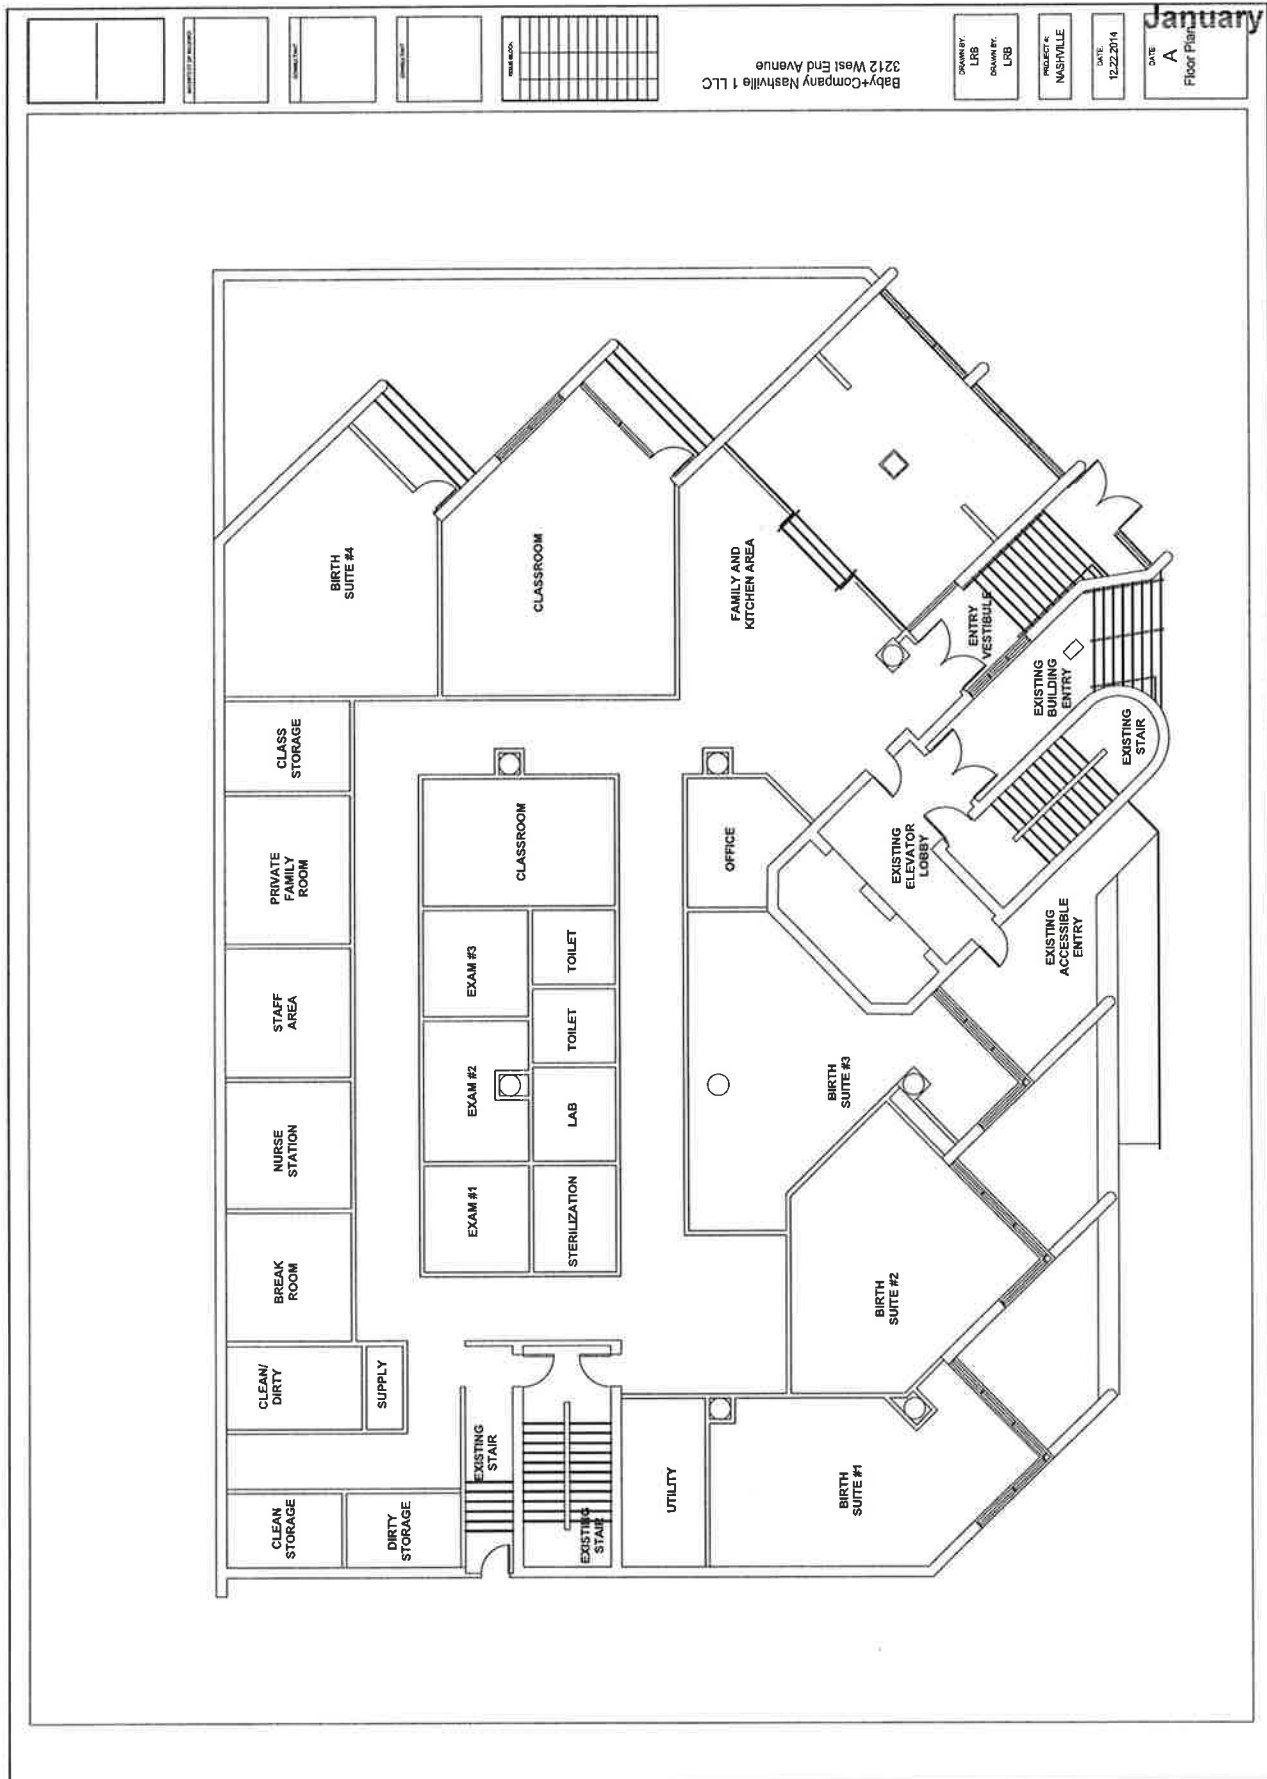 January
DRAWN BY.
LRB
DRAWN BY.
LRB
PROJECT #:
NASHVILLE
DATE:
12.22.2014
DATE:
A
Floor Plan
Baby+Company Nashville 1 LLC
3212 West End Avenue
CONSULTANT
CONSULTANT
BIRTH
SUITE #4
CLASSROOM
FAMILY AND
KITCHEN AREA
ENTRY
VESTIBULE
EXISTING
BUILDING
ENTRY
EXISTING
STAIR
CLASS
STORAGE
PRIVATE
FAMILY
ROOM
CLASSROOM
OFFICE
EXISTING
ELEVATOR
LOBBY
EXISTING
ACCESSIBLE
ENTRY
STAFF
AREA
EXAM #3
TOILET
NURSE
STATION
EXAM #2
TOILET
LAB
BIRTH
SUITE #3
BREAK
ROOM
EXAM #1
STERILIZATION
BIRTH
SUITE #2
CLEAN/
DIRTY
SUPPLY
EXISTING
STAIR
CLEAN
STORAGE
DIRTY
STORAGE
EXISTING
STAIR
UTILITY
BIRTH
SUITE #1